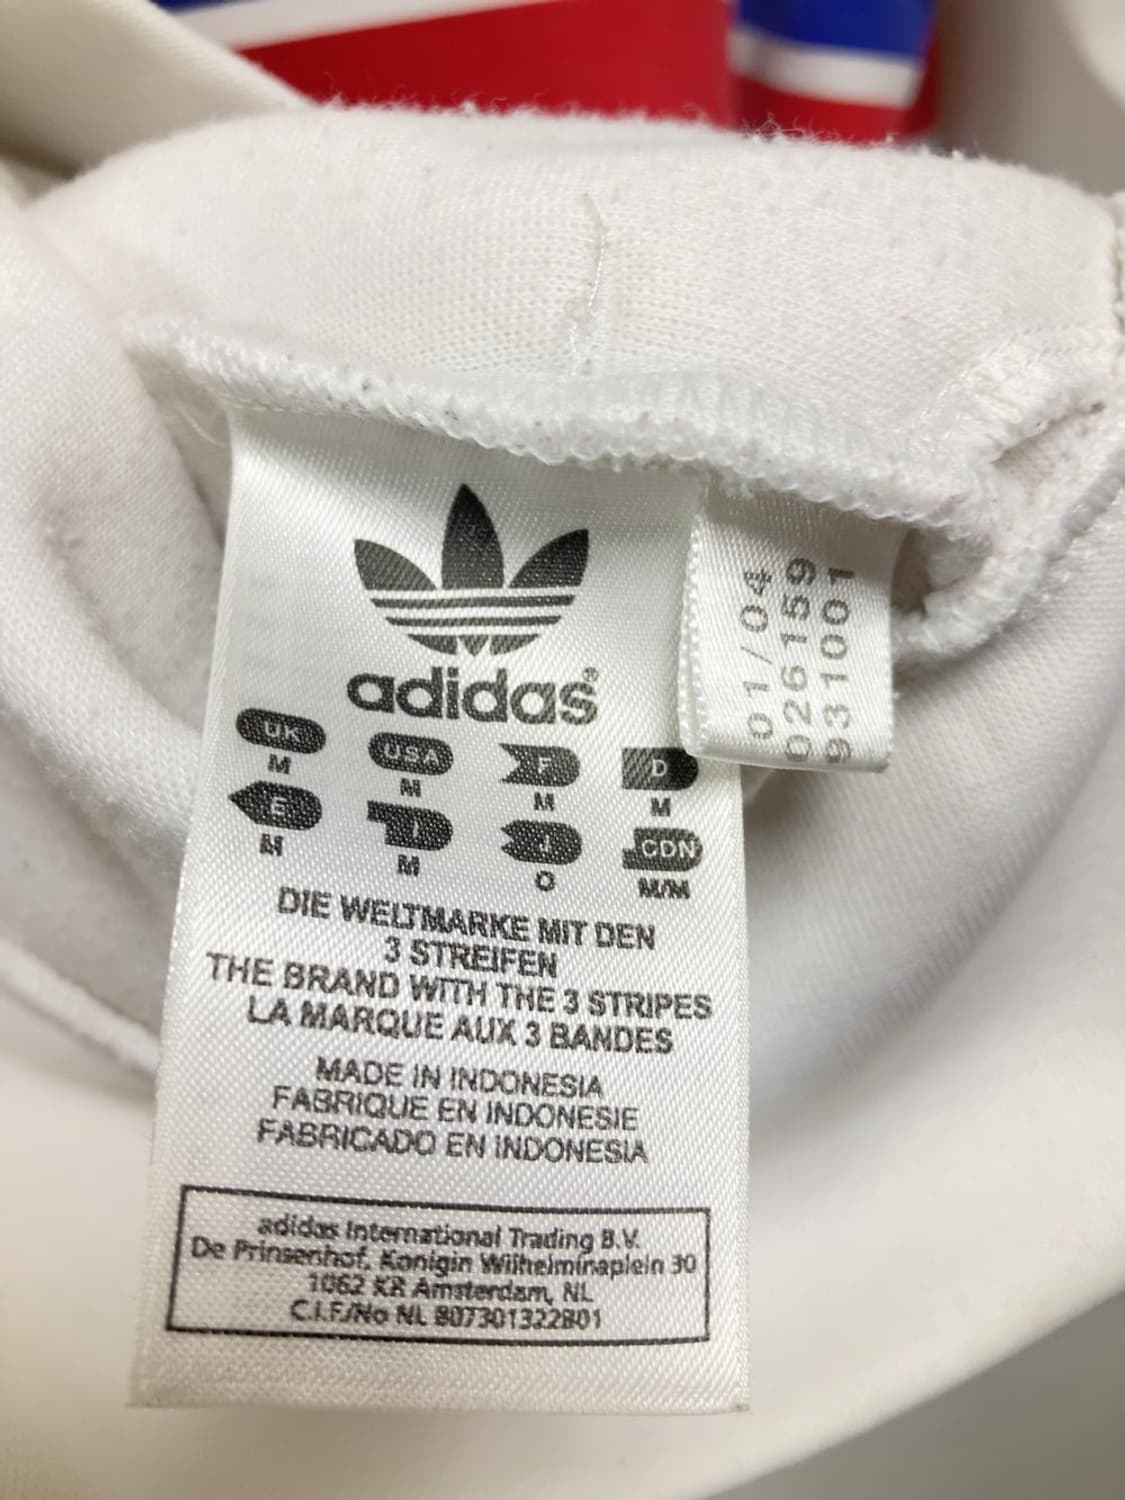 adidas®
UK USA F D
M M M M
E I J CDN
M M O M/M
DIE WELTMARKE MIT DEN
3 STREIFEN
THE BRAND WITH THE 3 STRIPES
LA MARQUE AUX 3 BANDES
MADE IN INDONESIA
FABRIQUE EN INDONESIE
FABRICADO EN INDONESIA
adidas International Trading B.V.
De Prinsenhof, Konigin Wilhelminaplein 30
1062 KR Amsterdam, NL
C.I.F./No NL 807301322B01
01/04
026159
931001